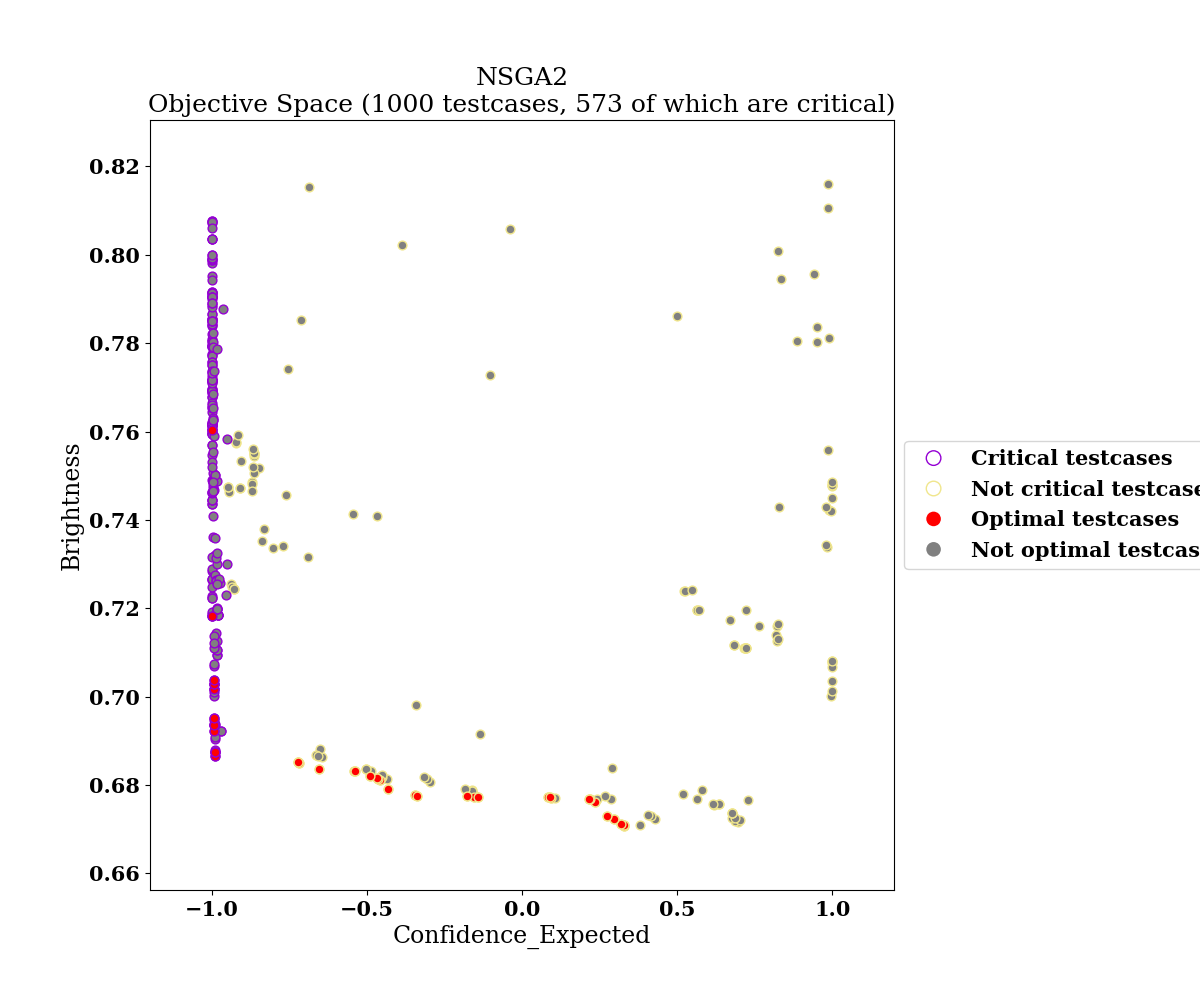 NSGA2
Objective Space (1000 testcases, 573 of which are critical)
0.82
0.80
0.78
0.76
0.74
0.72
0.70
0.68
0.66
Brightness
−1.0
−0.5
0.0
0.5
1.0
Confidence_Expected
Critical testcases
Not critical testcase
Optimal testcases
Not optimal testcas